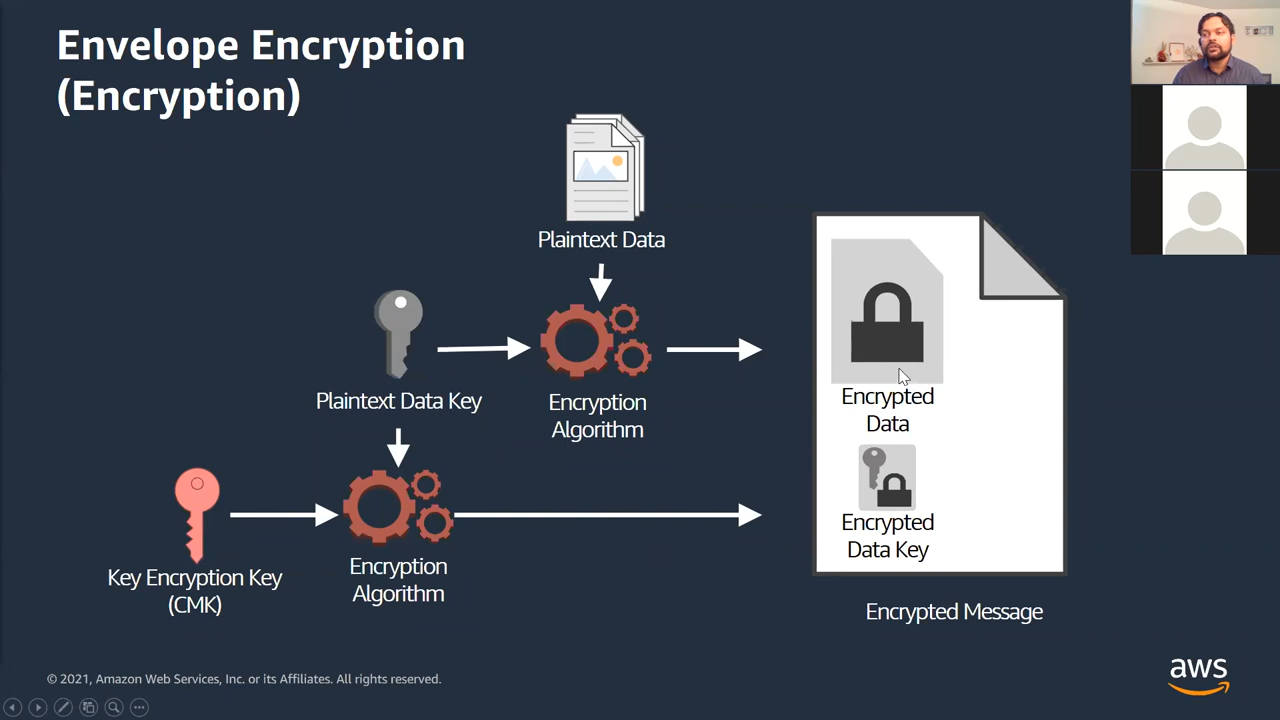 Envelope Encryption
(Encryption)
Plaintext Data
Plaintext Data Key
Encryption
Algorithm
Key Encryption Key
(CMK)
Encryption
Algorithm
Encrypted
Data
Encrypted
Data Key
Encrypted Message
© 2021, Amazon Web Services, Inc. or its Affiliates. All rights reserved.
aws